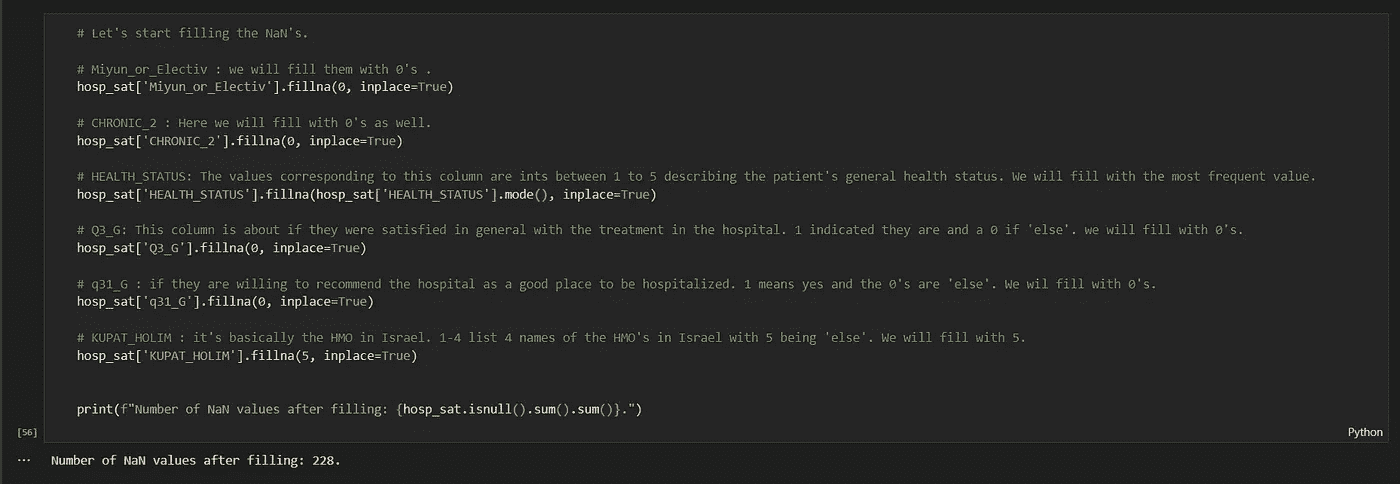 # Let's start filling the NaN's.
# Miyun_or_Electiv : we will fill them with 0's .
hosp_sat['Miyun_or_Electiv'].fillna(0, inplace=True)
# CHRONIC_2 : Here we will fill with 0's as well.
hosp_sat['CHRONIC_2'].fillna(0, inplace=True)
# HEALTH_STATUS: The values corresponding to this column are ints between 1 to 5 describing the patient's general health status. We will fill with the most frequent value.
hosp_sat['HEALTH_STATUS'].fillna(hosp_sat['HEALTH_STATUS'].mode(), inplace=True)
# Q3_G: This column is about if they were satisfied in general with the treatment in the hospital. 1 indicated they are and a 0 if 'else'. we will fill with 0's.
hosp_sat['Q3_G'].fillna(0, inplace=True)
# q31_G : if they are willing to recommend the hospital as a good place to be hospitalized. 1 means yes and the 0's are 'else'. We wil fill with 0's.
hosp_sat['q31_G'].fillna(0, inplace=True)
# KUPAT_HOLIM : it's basically the HMO in Israel. 1-4 list 4 names of the HMO's in Israel with 5 being 'else'. We will fill with 5.
hosp_sat['KUPAT_HOLIM'].fillna(5, inplace=True)
print(f"Number of NaN values after filling: {hosp_sat.isnull().sum().sum()}.")
[56]
Python
... Number of NaN values after filling: 228.